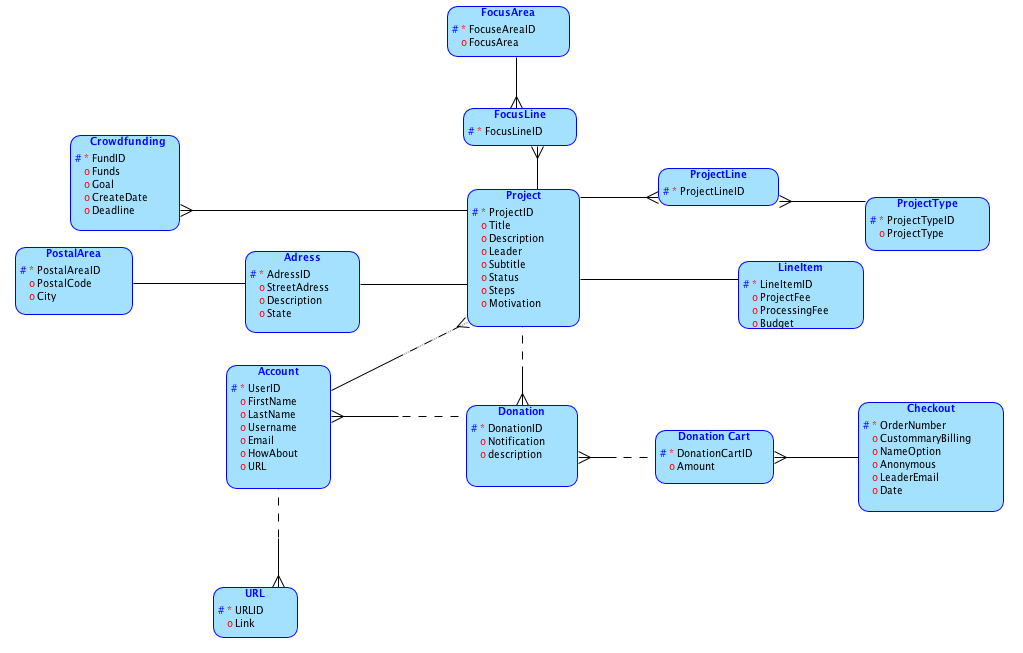 FocusArea
# * FocuseAreaID
o FocusArea
FocusLine
# * FocusLineID
Crowdfunding
# * FundID
o Funds
o Goal
o CreateDate
o Deadline
ProjectLine
# * ProjectLineID
Project
# * ProjectID
o Title
o Description
o Leader
o Subtitle
o Status
o Steps
o Motivation
ProjectType
# * ProjectTypeID
o ProjectType
PostalArea
# * PostalAreaID
o PostalCode
o City
Adress
# * AdressID
o StreetAdress
o Description
o State
LineItem
# * LineItemID
o ProjectFee
o ProcessingFee
o Budget
Account
# * UserID
o FirstName
o LastName
o Username
o Email
o HowAbout
o URL
Donation
# * DonationID
o Notification
o description
Donation Cart
# * DonationCartID
o Amount
Checkout
# * OrderNumber
o CustommaryBilling
o NameOption
o Anonymous
o LeaderEmail
o Date
URL
# * URLID
o Link